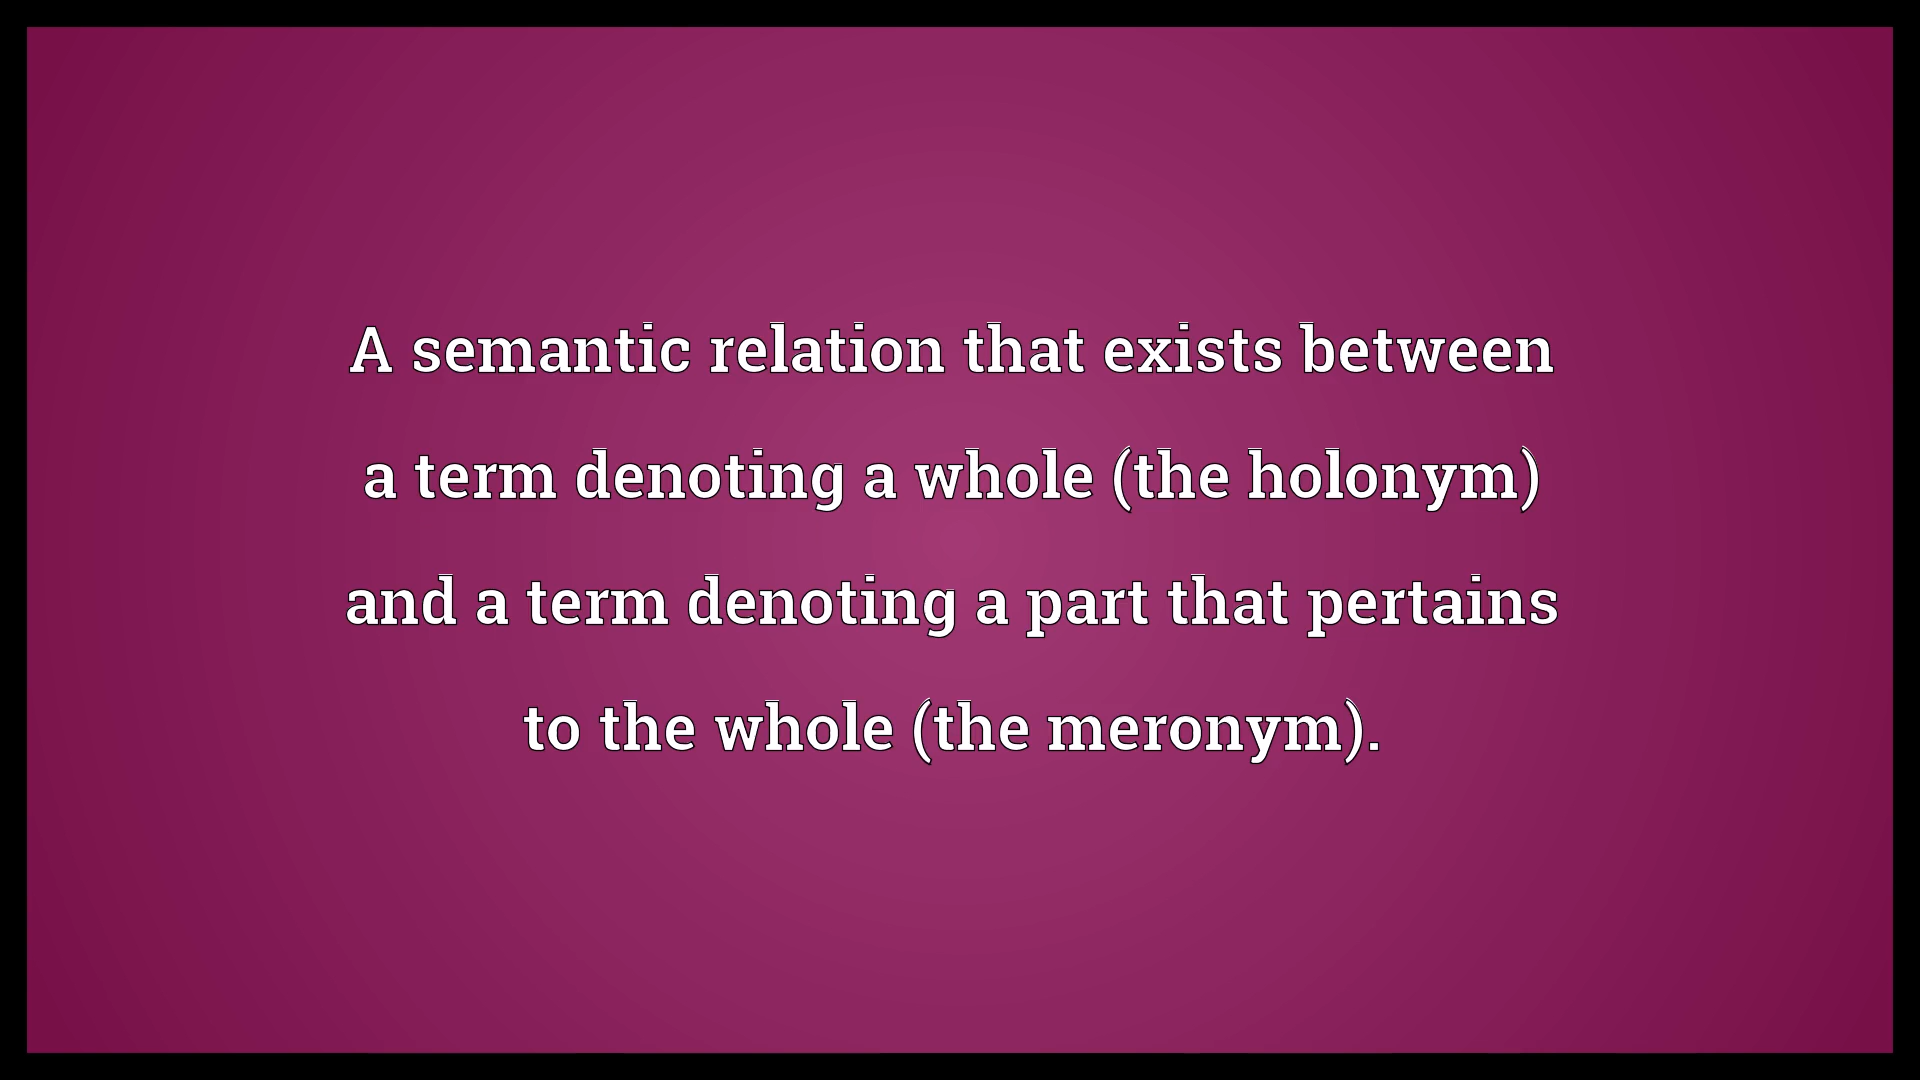 A semantic relation that exists between
a term denoting a whole (the holonym)
and a term denoting a part that pertains
to the whole (the meronym).